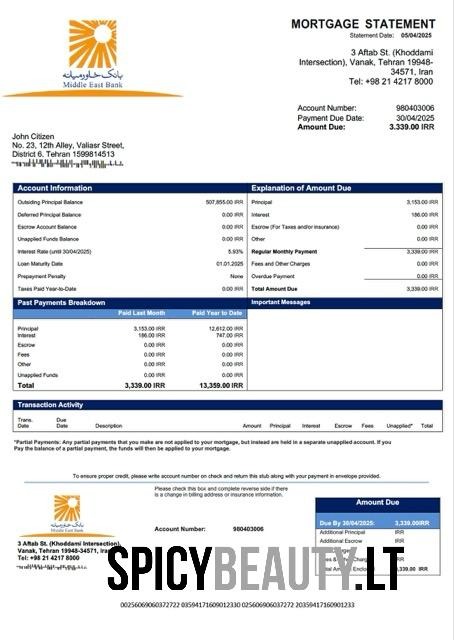 MORTGAGE STATEMENT
Statement Date: 05/04/2025
بانک خاورمیانه
Middle East Bank
3 Aftab St. (Khoddami
Intersection), Vanak, Tehran 19948-
34571, Iran
Tel: +98 21 4217 8000
Account Number: 980403006
Payment Due Date: 30/04/2025
Amount Due: 3.339.00 IRR
John Citizen
No. 23, 12th Alley, Valiasr Street,
District 6, Tehran 1599814513
Account Information
Outsiding Principal Balance 507,855.00 IRR
Deferred Principal Balance 0.00 IRR
Escrow Account Balance 0.00 IRR
Unapplied Funds Balance 0.00 IRR
Interest Rate (until 30/04/2025) 5.93%
Loan Maturity Date 01.01.2025
Prepayment Penalty None
Taxes Paid Year-to-Date 0.00 IRR
Explanation of Amount Due
Principal 3,153.00 IRR
Interest 186.00 IRR
Escrow (For Taxes and/or insurance) 0.00 IRR
Other 0.00 IRR
Regular Monthly Payment 3,339.00 IRR
Fees and Other Charges 0.00 IRR
Overdue Payment 0.00 IRR
Total Amount Due 3,339.00 IRR
Past Payments Breakdown
Paid Last Month Paid Year to Date
Principal 3,153.00 IRR 12,612.00 IRR
Interest 186.00 IRR 747.00 IRR
Escrow 0.00 IRR 0.00 IRR
Fees 0.00 IRR 0.00 IRR
Other 0.00 IRR 0.00 IRR
Unapplied Funds 0.00 IRR 0.00 IRR
Total 3,339.00 IRR 13,359.00 IRR
Important Messages
Transaction Activity
Trans. Date Due Date Description Amount Principal Interest Escrow Fees Unapplied* Total
*Partial Payments: Any partial payments that you make are not applied to your mortgage, but instead are held in a separate unapplied account. If you
Pay the balance of a partial payment, the funds will then be applied to your mortgage.
To ensure proper credit, please write account number on check and return this stub along with your payment in envelope provided.
Please check this box and complete reverse side if there
is a change in billing address or insurance information.
بانک خاورمیانه
Middle East Bank
3 Aftab St. (Khoddami Intersection),
Vanak, Tehran 19948-34571, Iran
Tel: +98 21 4217 8000
Account Number: 980403006
Amount Due
Due By 30/04/2025: 3,339.00IRR
Additional Principal IRR
Additional Escrow IRR
IRR
IRR
SPICYBEAUTY.LT